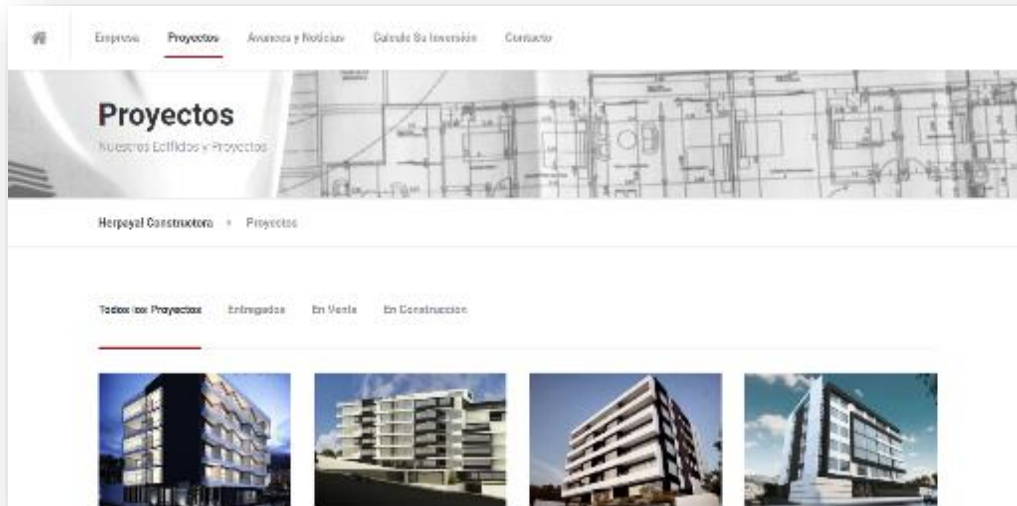 Empresa Proyectos Avances y Noticias Calcule Su Inversión Contacto
Proyectos
Nuestros Edificios y Proyectos
Herpayal Constructora Proyectos
Todos los Proyectos Entregados En Venta En Construcción